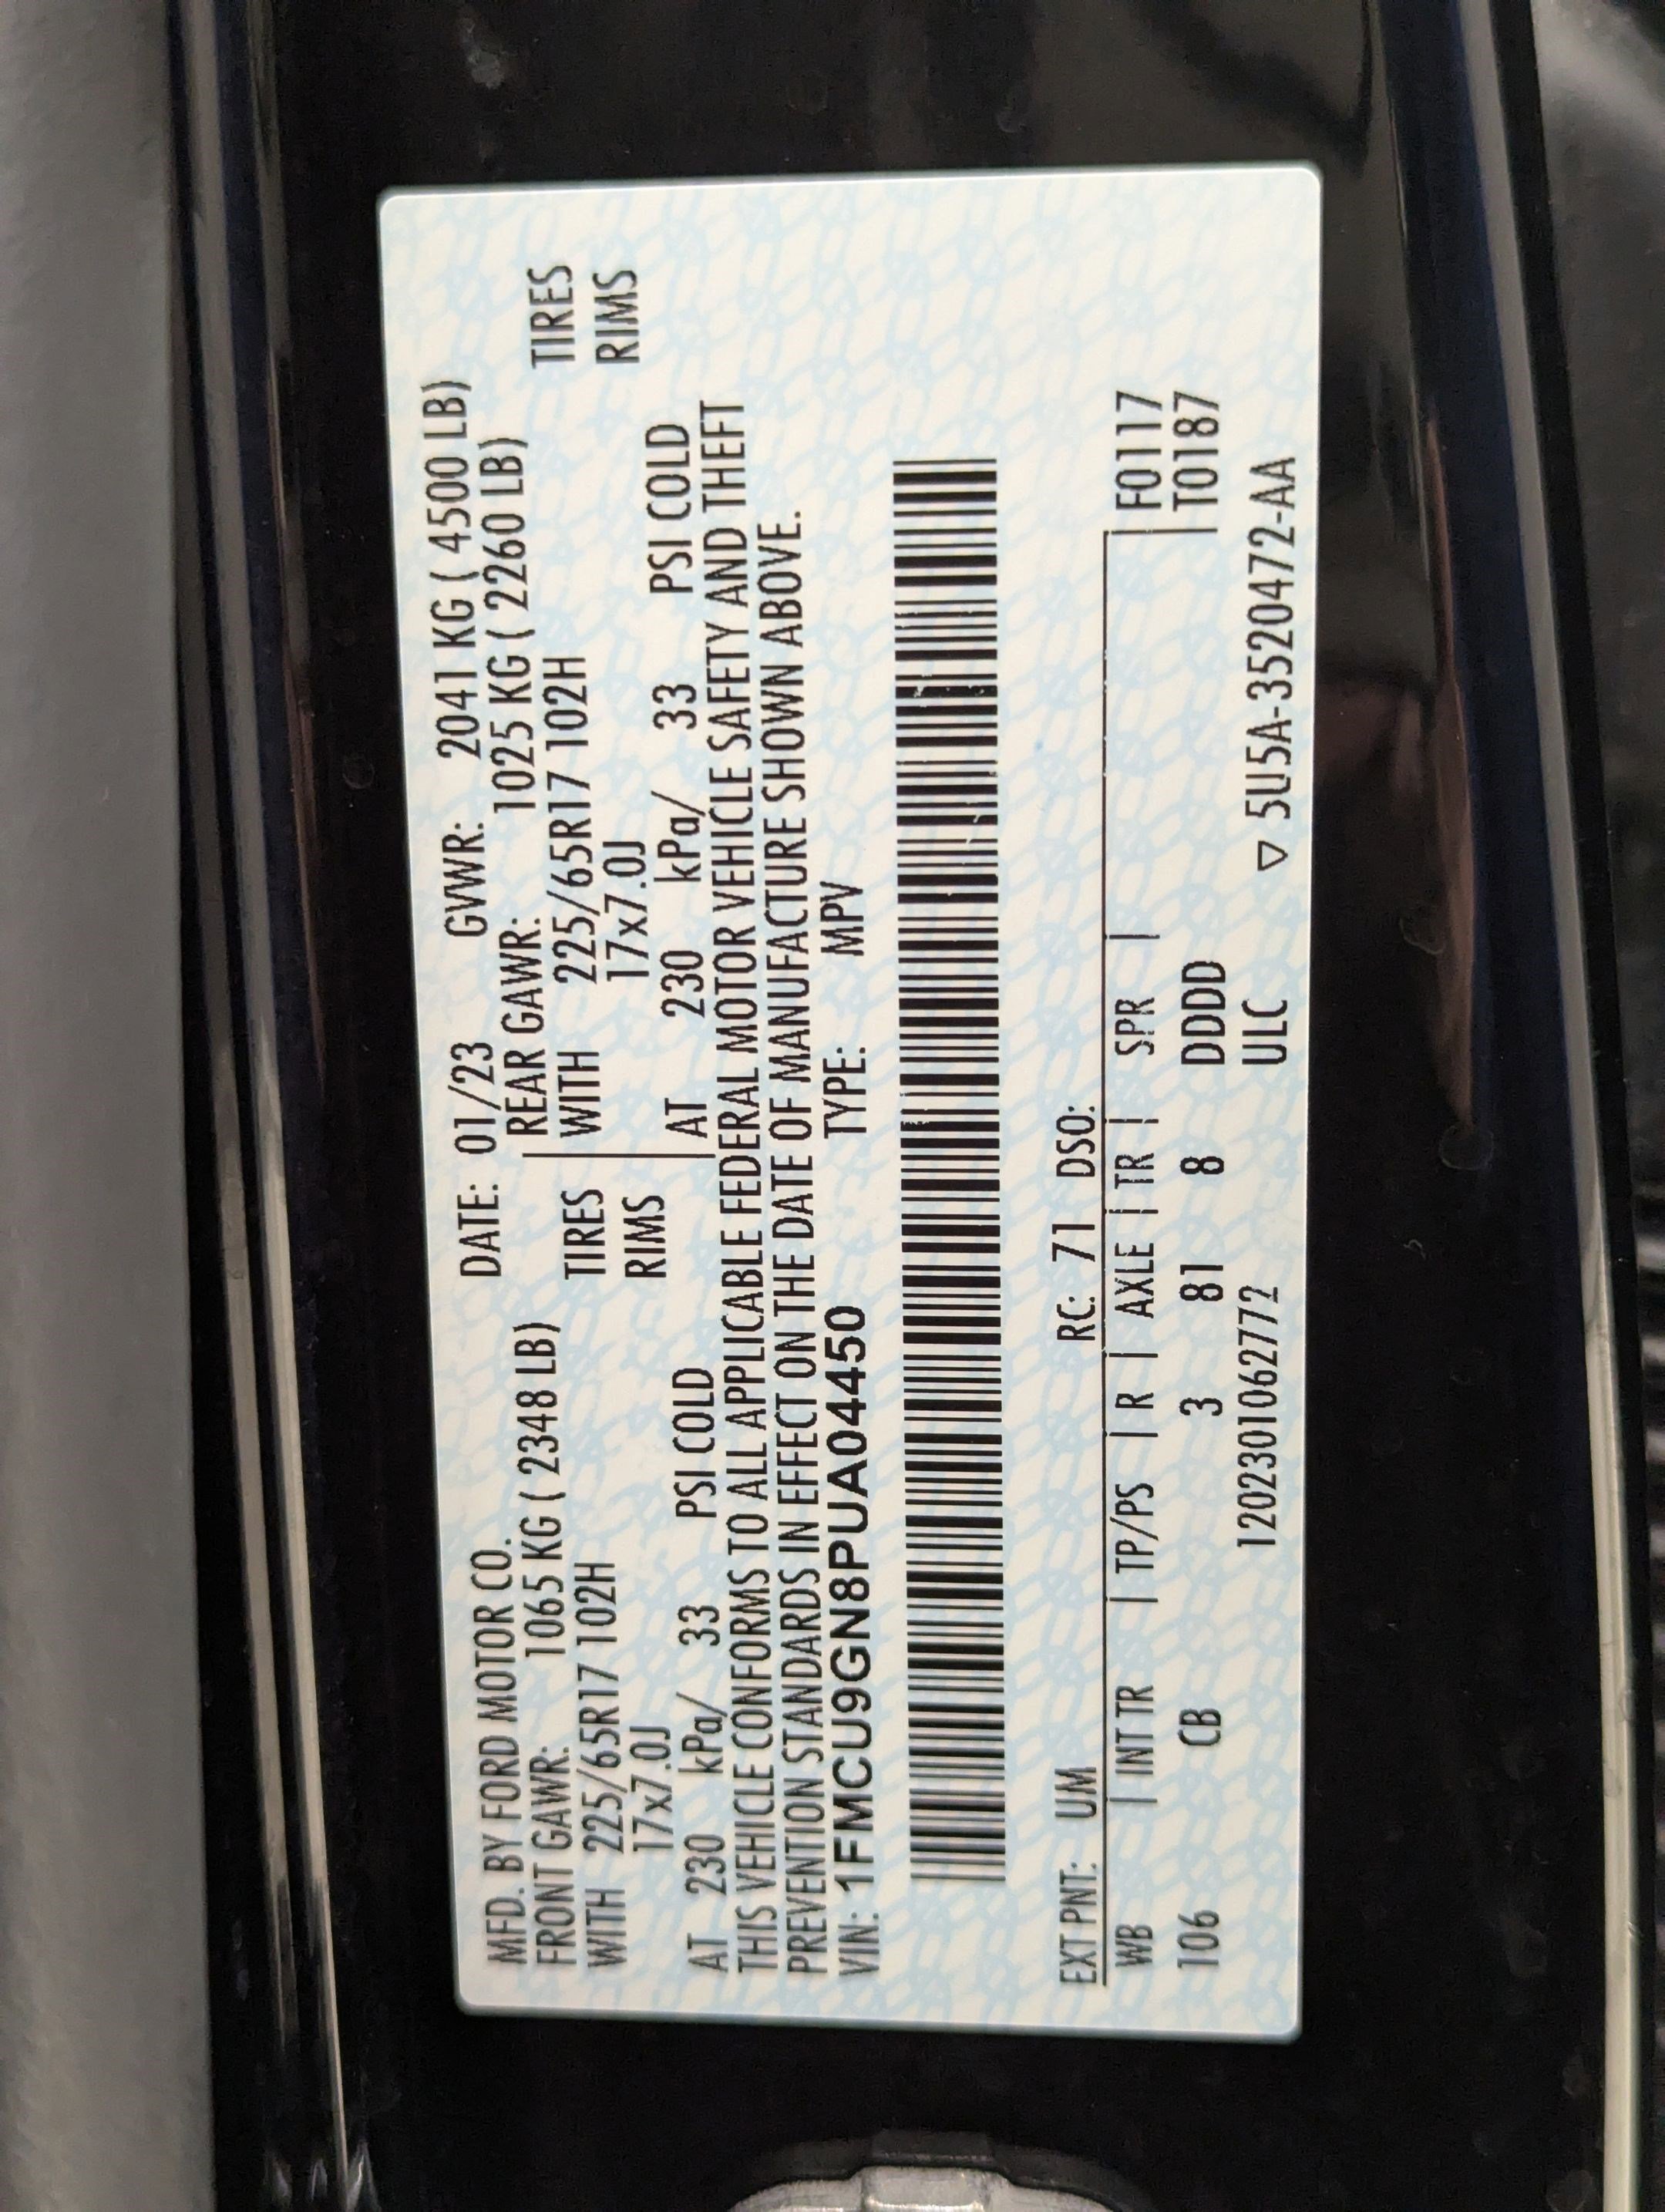 MFD. BY FORD MOTOR CO. DATE: 01/23 GVWR: 2041 KG ( 4500 LB)
FRONT GAWR: 1065 KG ( 2348 LB) REAR GAWR: 1025 KG ( 2260 LB)
WITH 225/65R17 102H TIRES WITH 225/65R17 102H TIRES
17x7.0J RIMS 17x7.0J RIMS
AT 230 kPa/ 33 PSI COLD AT 230 kPa/ 33 PSI COLD
THIS VEHICLE CONFORMS TO ALL APPLICABLE FEDERAL MOTOR VEHICLE SAFETY AND THEFT
PREVENTION STANDARDS IN EFFECT ON THE DATE OF MANUFACTURE SHOWN ABOVE.
VIN: 1FMCU9GN8PUA04450 TYPE: MPV
EXT PNT: UM RC: 71 DSO:
WB | INT TR | TP/PS | R | AXLE | TR | SPR | | F0117
106 CB 3 81 8 DDDD | T0187
1202301062772 ULC ▽ 5U5A-3520472-AA